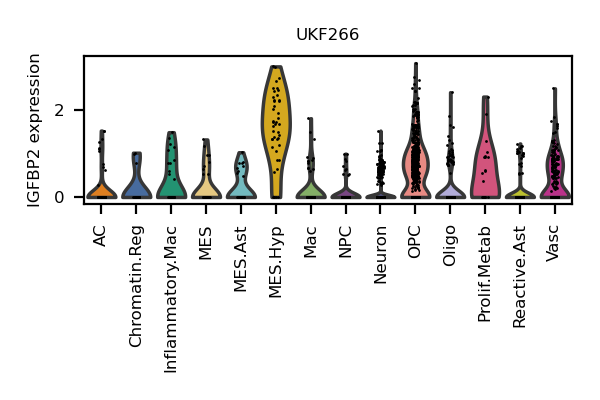 UKF266
IGFBP2 expression
2
0
AC
Chromatin.Reg
Inflammatory.Mac
MES
MES.Ast
MES.Hyp
Mac
NPC
Neuron
OPC
Oligo
Prolif.Metab
Reactive.Ast
Vasc